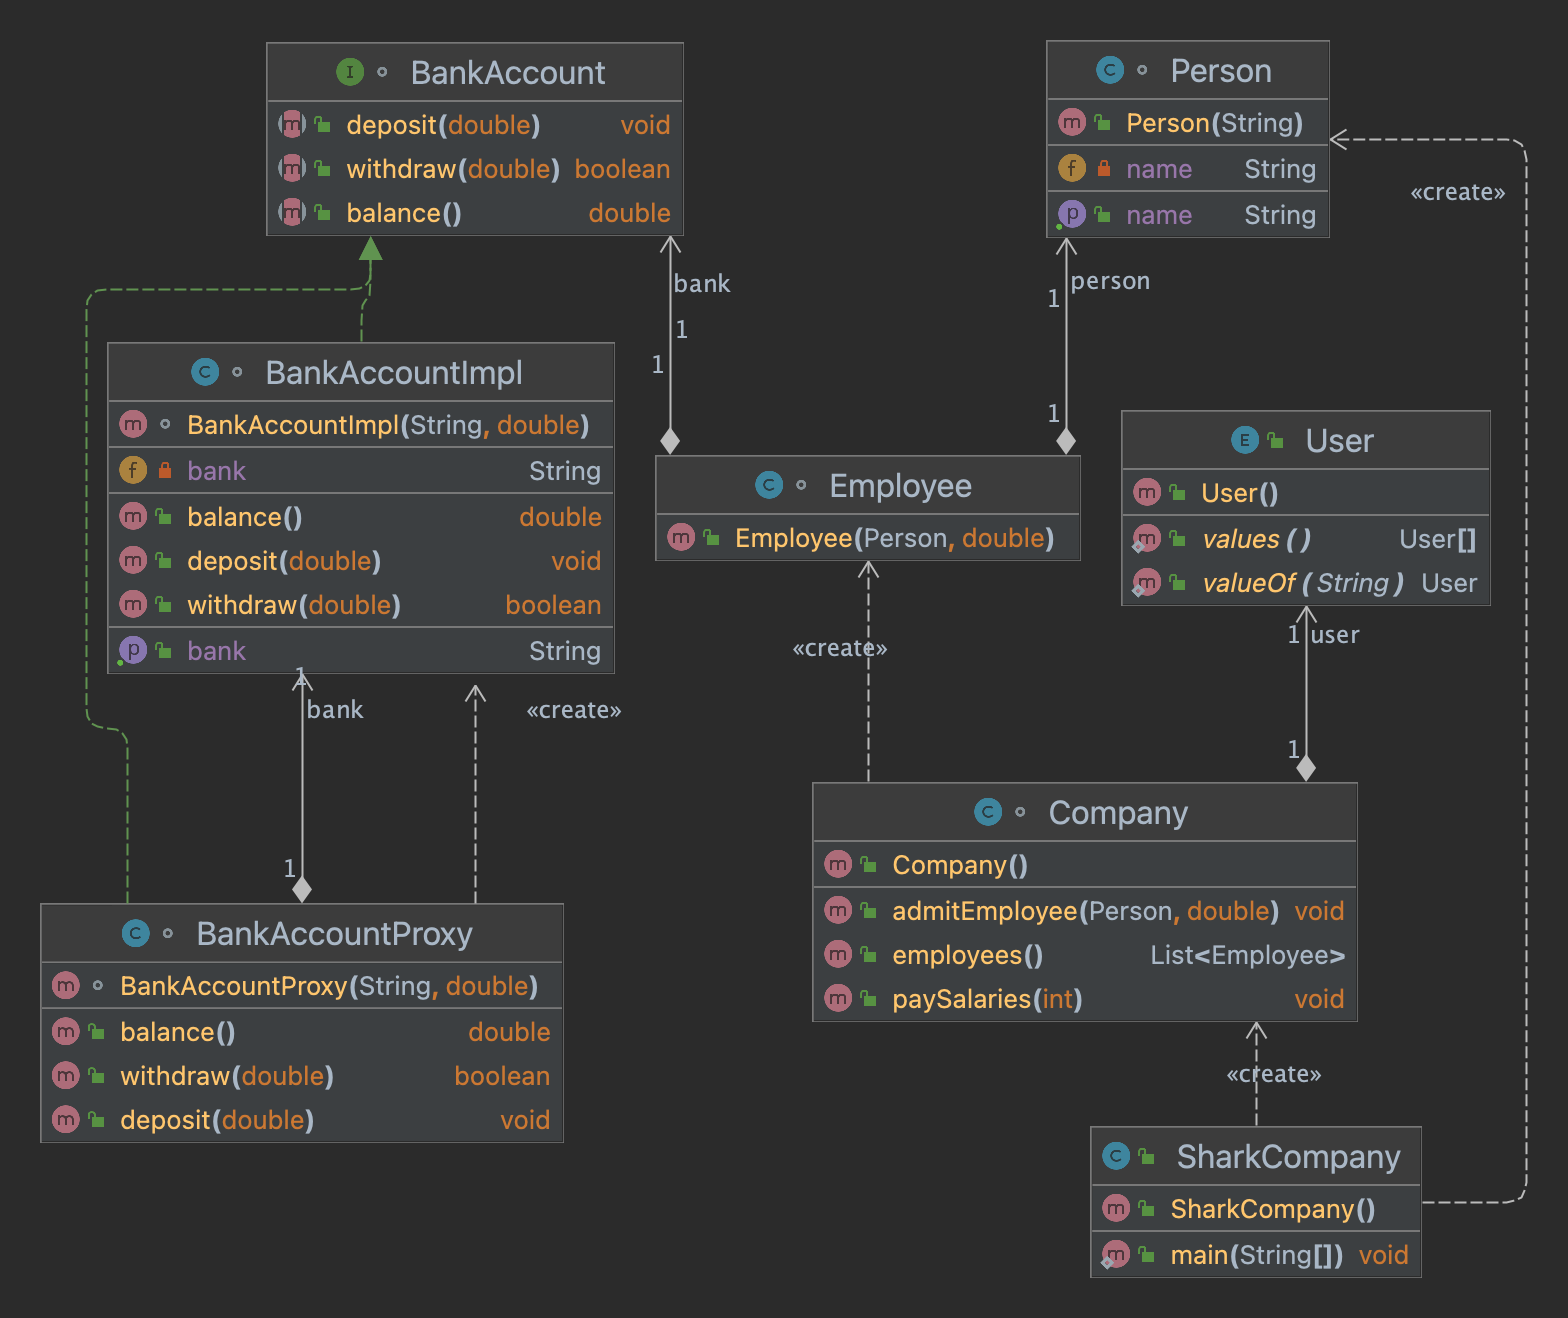 BankAccount
deposit(double) void
withdraw(double) boolean
balance() double
Person
Person(String)
name String
name String
«create»
bank
1
1
person
1
1
BankAccountImpl
BankAccountImpl(String, double)
bank String
balance() double
deposit(double) void
withdraw(double) boolean
bank String
Employee
Employee(Person, double)
User
User()
values() User[]
valueOf(String) User
«create»
1 user
1
1
bank
«create»
1
Company
Company()
admitEmployee(Person, double) void
employees() List<Employee>
paySalaries(int) void
BankAccountProxy
BankAccountProxy(String, double)
balance() double
withdraw(double) boolean
deposit(double) void
«create»
SharkCompany
SharkCompany()
main(String[]) void